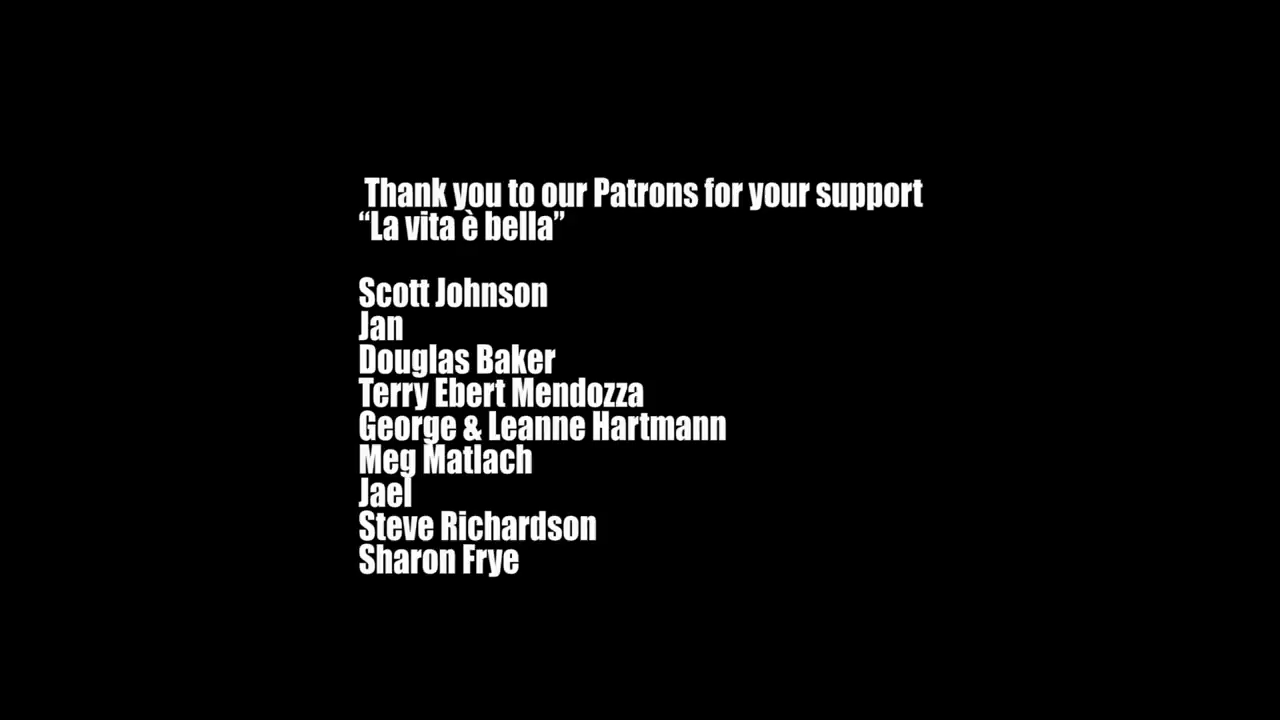 Thank you to our Patrons for your support
“La vita è bella”
Scott Johnson
Jan
Douglas Baker
Terry Ebert Mendozza
George & Leanne Hartmann
Meg Matlach
Jael
Steve Richardson
Sharon Frye